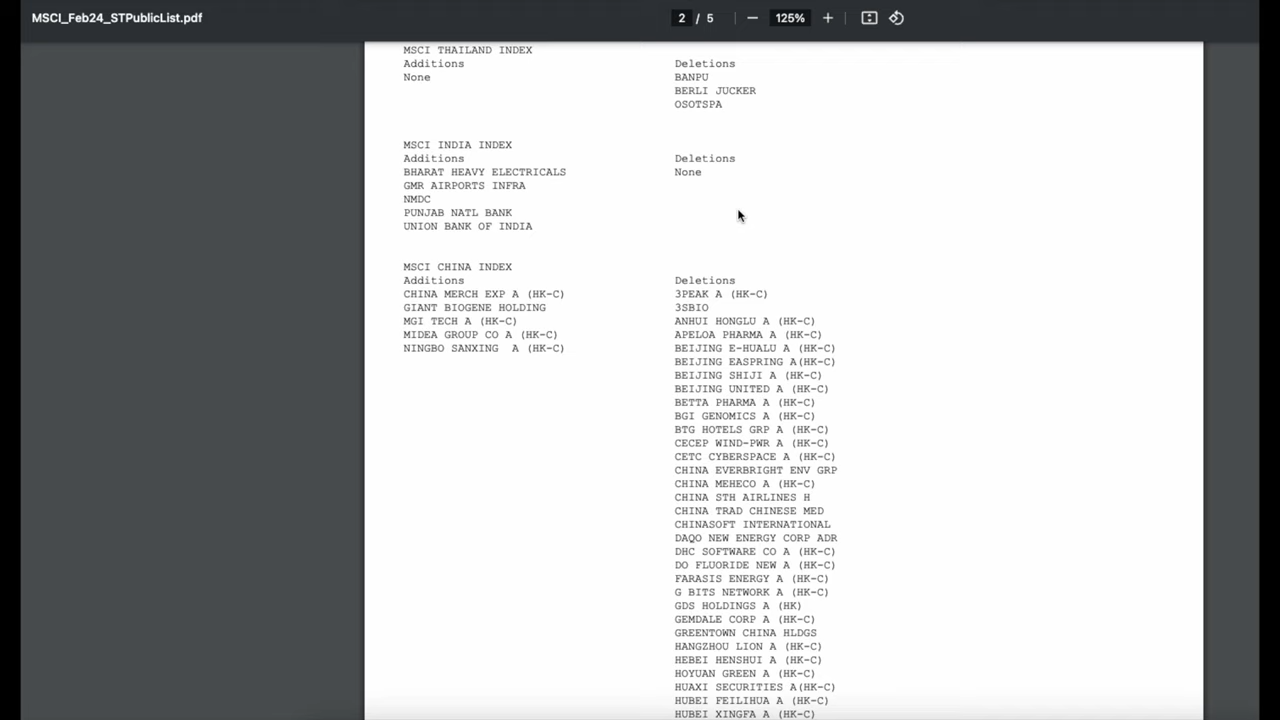 MSCI_Feb24_STPublicList.pdf
2 / 5
125%
MSCI THAILAND INDEX
Additions Deletions
None BANPU
BERLI JUCKER
OSOTSPA
MSCI INDIA INDEX
Additions Deletions
BHARAT HEAVY ELECTRICALS None
GMR AIRPORTS INFRA
NMDC
PUNJAB NATL BANK
UNION BANK OF INDIA
MSCI CHINA INDEX
Additions Deletions
CHINA MERCH EXP A (HK-C) 3PEAK A (HK-C)
GIANT BIOGENE HOLDING 3SBIO
MGI TECH A (HK-C) ANHUI HONGLU A (HK-C)
MIDEA GROUP CO A (HK-C) APELOA PHARMA A (HK-C)
NINGBO SANXING  A (HK-C) BEIJING E-HUALU A (HK-C)
BEIJING EASPRING A(HK-C)
BEIJING SHIJI A (HK-C)
BEIJING UNITED A (HK-C)
BETTA PHARMA A (HK-C)
BGI GENOMICS A (HK-C)
BTG HOTELS GRP A (HK-C)
CECEP WIND-PWR A (HK-C)
CETC CYBERSPACE A (HK-C)
CHINA EVERBRIGHT ENV GRP
CHINA MEHECO A (HK-C)
CHINA STH AIRLINES H
CHINA TRAD CHINESE MED
CHINASOFT INTERNATIONAL
DAQO NEW ENERGY CORP ADR
DHC SOFTWARE CO A (HK-C)
DO FLUORIDE NEW A (HK-C)
FARASIS ENERGY A (HK-C)
G BITS NETWORK A (HK-C)
GDS HOLDINGS A (HK)
GEMDALE CORP A (HK-C)
GREENTOWN CHINA HLDGS
HANGZHOU LION A (HK-C)
HEBEI HENSHUI A (HK-C)
HOYUAN GREEN A (HK-C)
HUAXI SECURITIES A(HK-C)
HUBEI FEILIHUA A (HK-C)
HUBEI XINGFA A (HK-C)